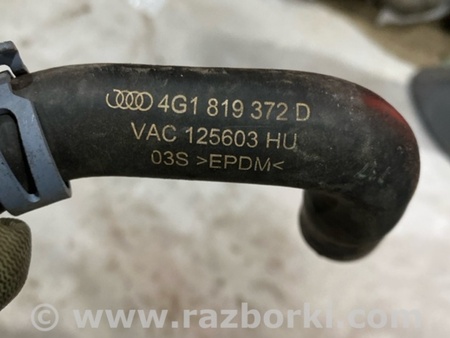 4G1 819 372 D
VAC 125603 HU
03S >EPDM<
www.razborki.com